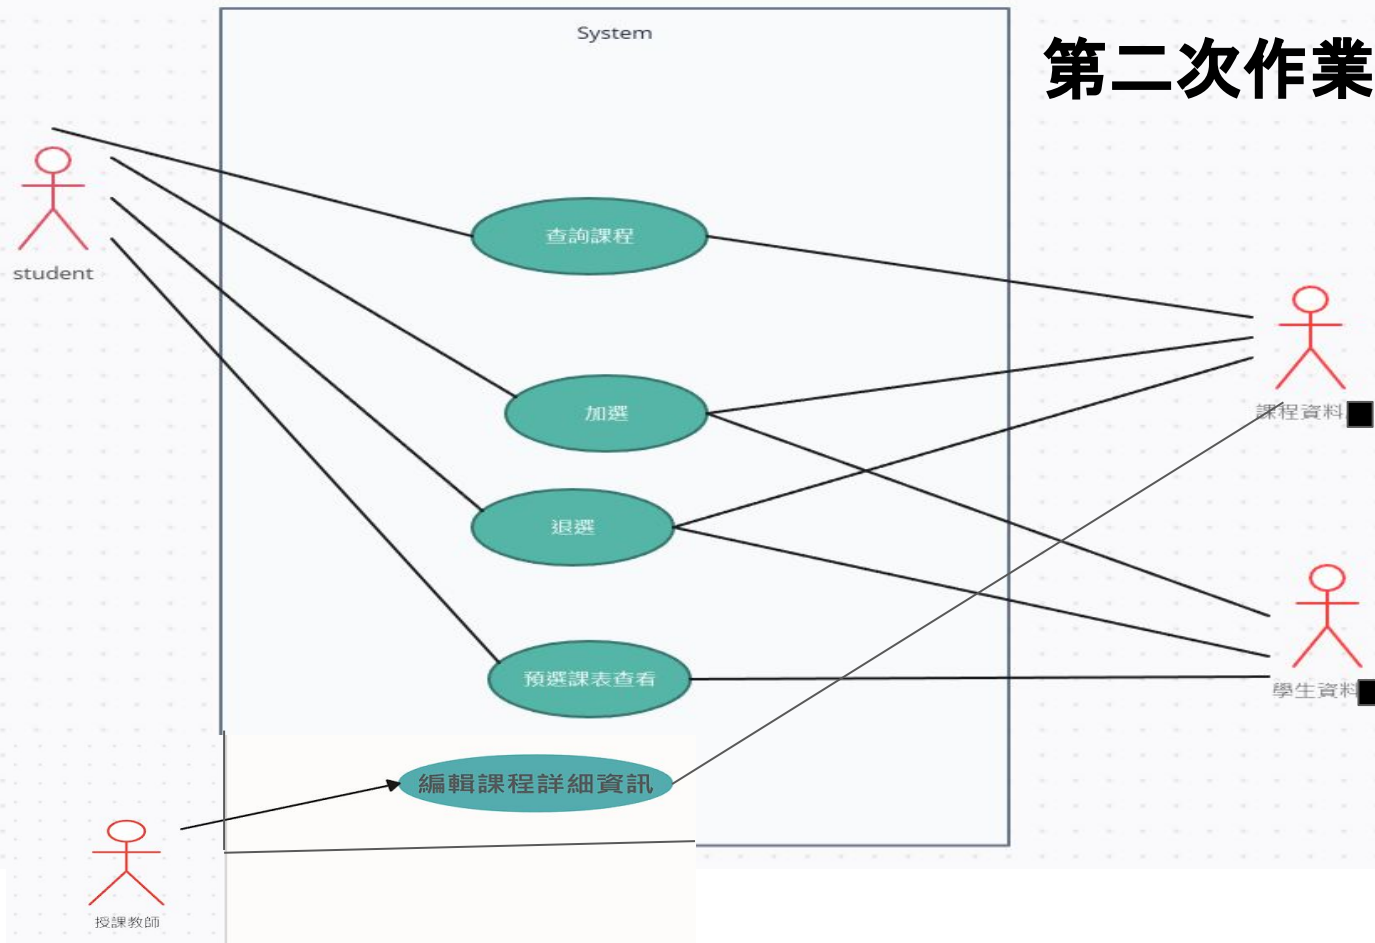 System
第二次作業
查詢課程
student
加選
課程資料
退選
預選課表查看
學生資料
編輯課程詳細資訊
授課教師